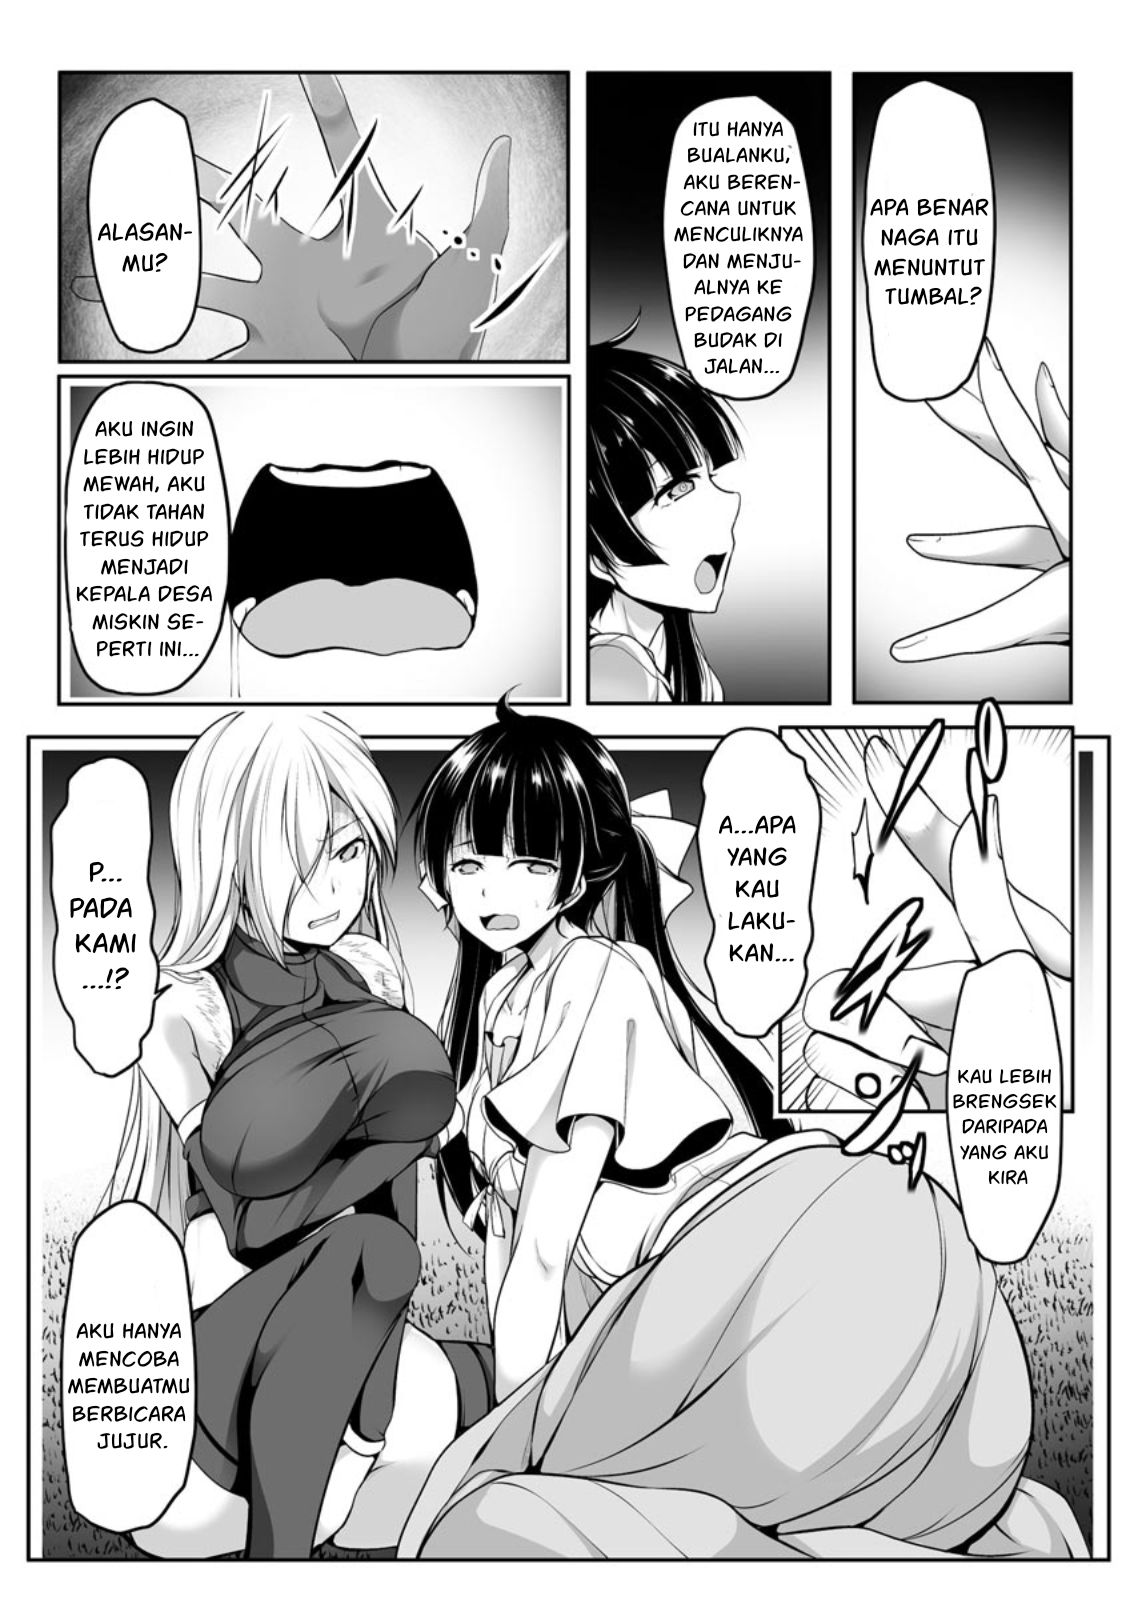 APA BENAR
NAGA ITU
MENUNTUT
TUMBAL?
ITU HANYA
BUALANKU,
AKU BEREN-
CANA UNTUK
MENCULIKNYA
DAN MENJU-
ALNYA KE
PEDAGANG
BUDAK DI
JALAN...
ALASAN-
MU?
AKU INGIN
LEBIH HIDUP
MEWAH, AKU
TIDAK TAHAN
TERUS HIDUP
MENJADI
KEPALA DESA
MISKIN SE-
PERTI INI...
KAU LEBIH
BRENGSEK
DARIPADA
YANG AKU
KIRA
A...APA
YANG
KAU
LAKU-
KAN...
P...
PADA
KAMI
...!?
AKU HANYA
MENCOBA
MEMBUATMU
BERBICARA
JUJUR.